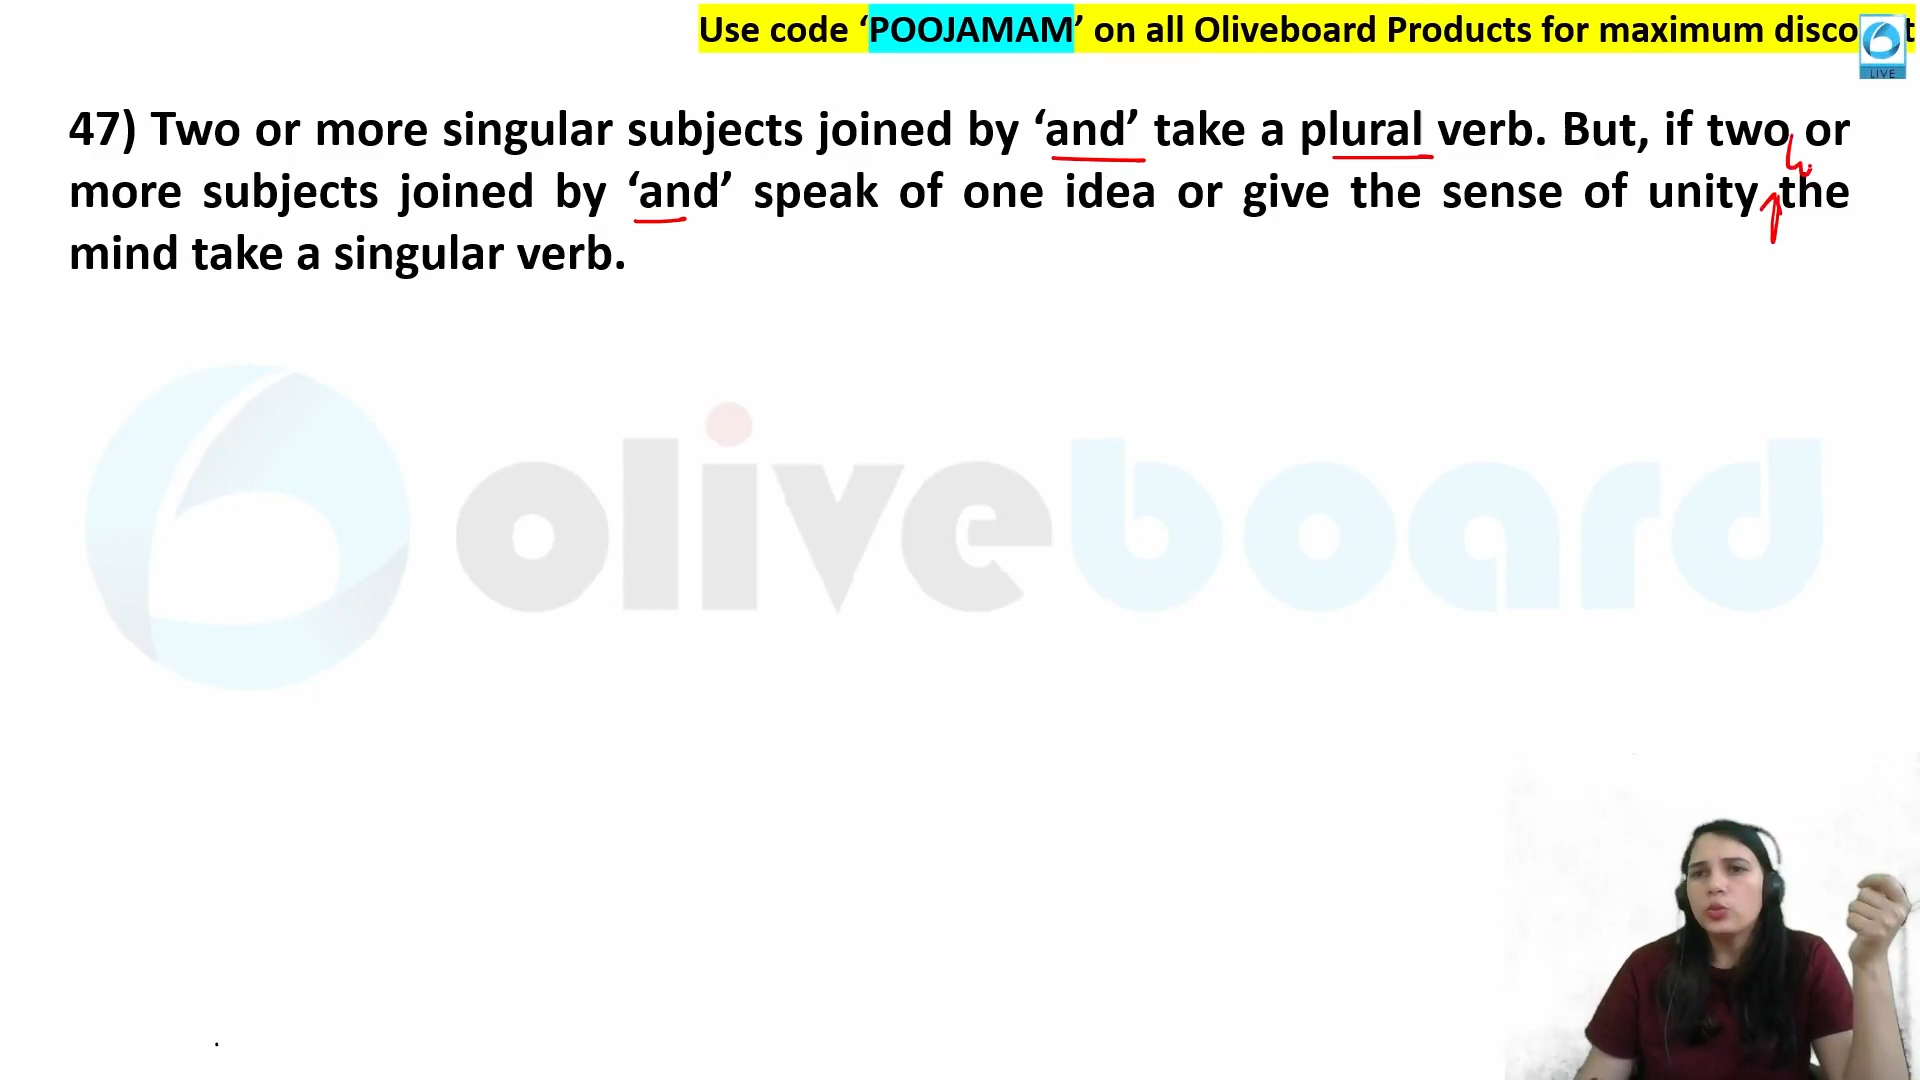 Use code ‘POOJAMAM’ on all Oliveboard Products for maximum
LIVE
47) Two or more singular subjects joined by ‘and’ take a plural verb. But, if two or
more subjects joined by ‘and’ speak of one idea or give the sense of unity the
mind take a singular verb.
oliveboard